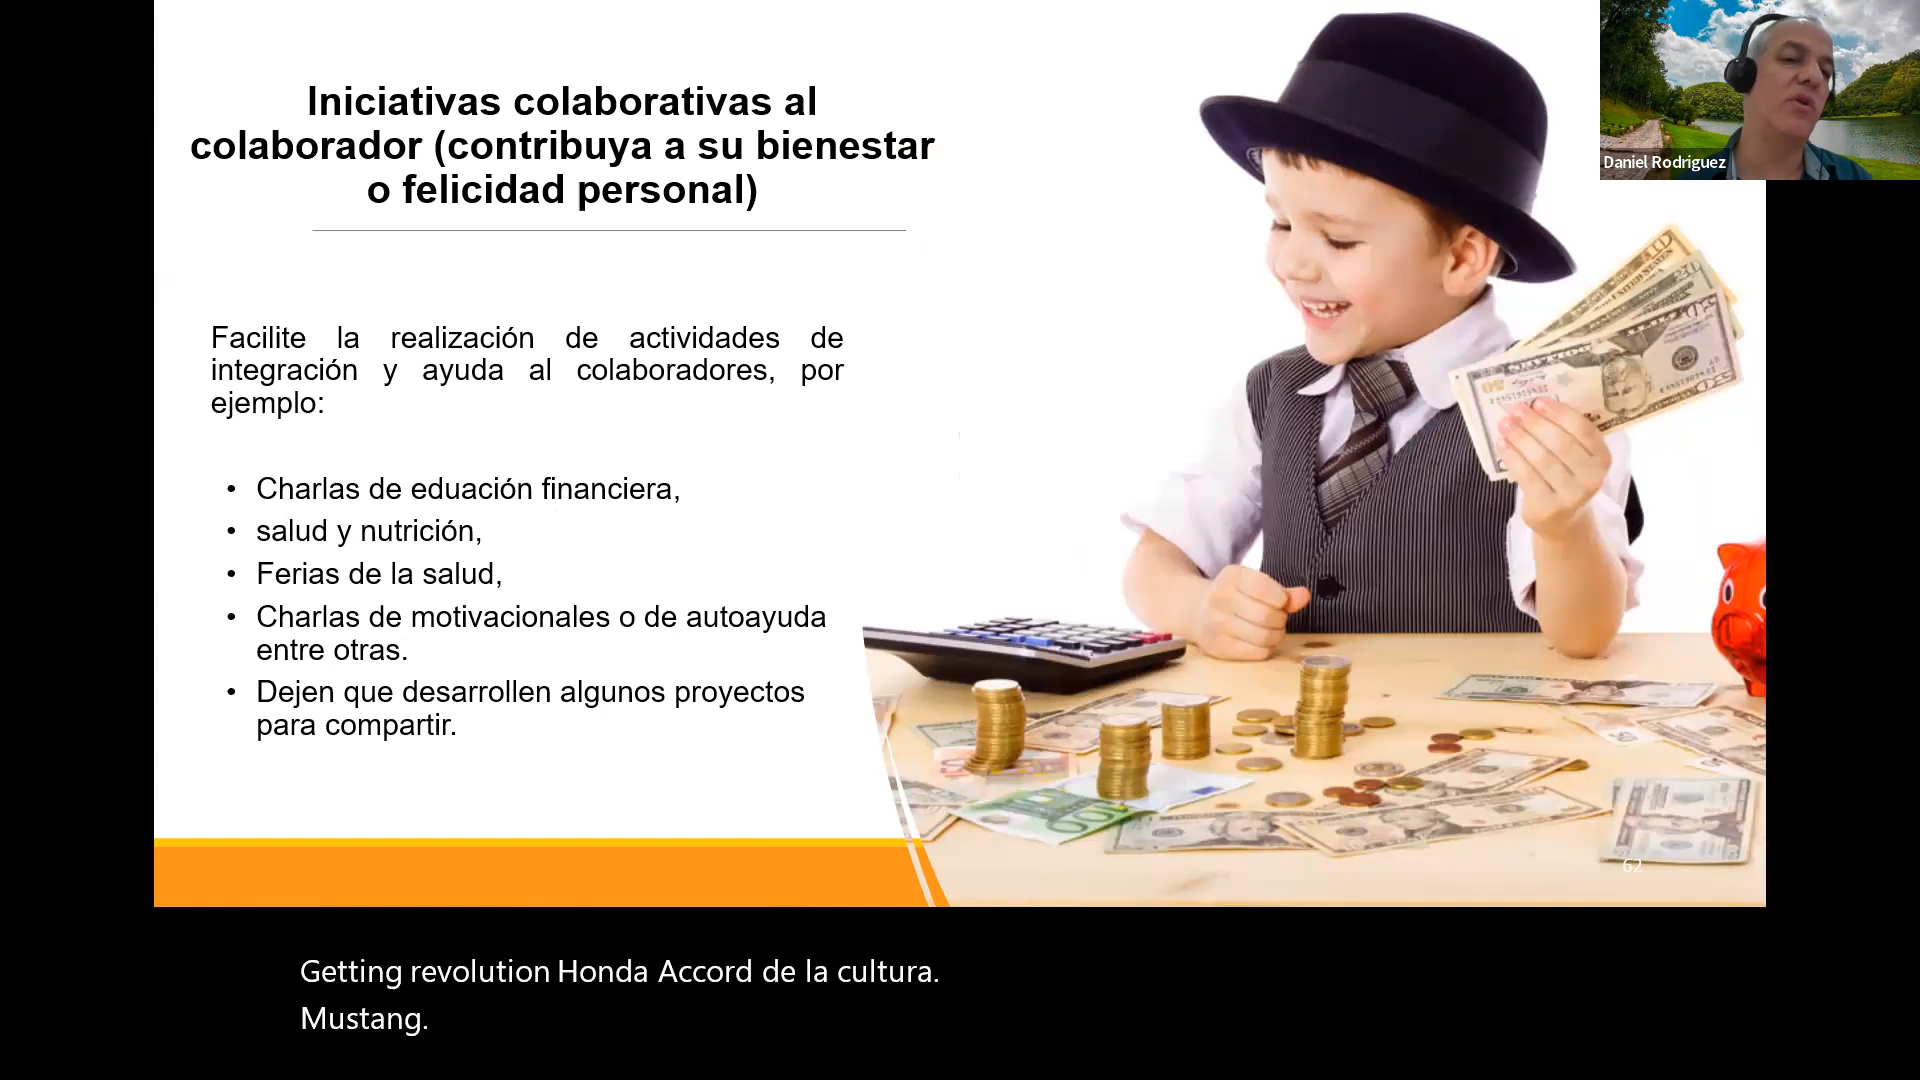 Iniciativas colaborativas al
colaborador (contribuya a su bienestar
o felicidad personal)
Daniel Rodriguez
Facilite la realización de actividades de
integración y ayuda al colaboradores, por
ejemplo:
• Charlas de eduación financiera,
• salud y nutrición,
• Ferias de la salud,
• Charlas de motivacionales o de autoayuda
entre otras.
• Dejen que desarrollen algunos proyectos
para compartir.
62
Getting revolution Honda Accord de la cultura.
Mustang.